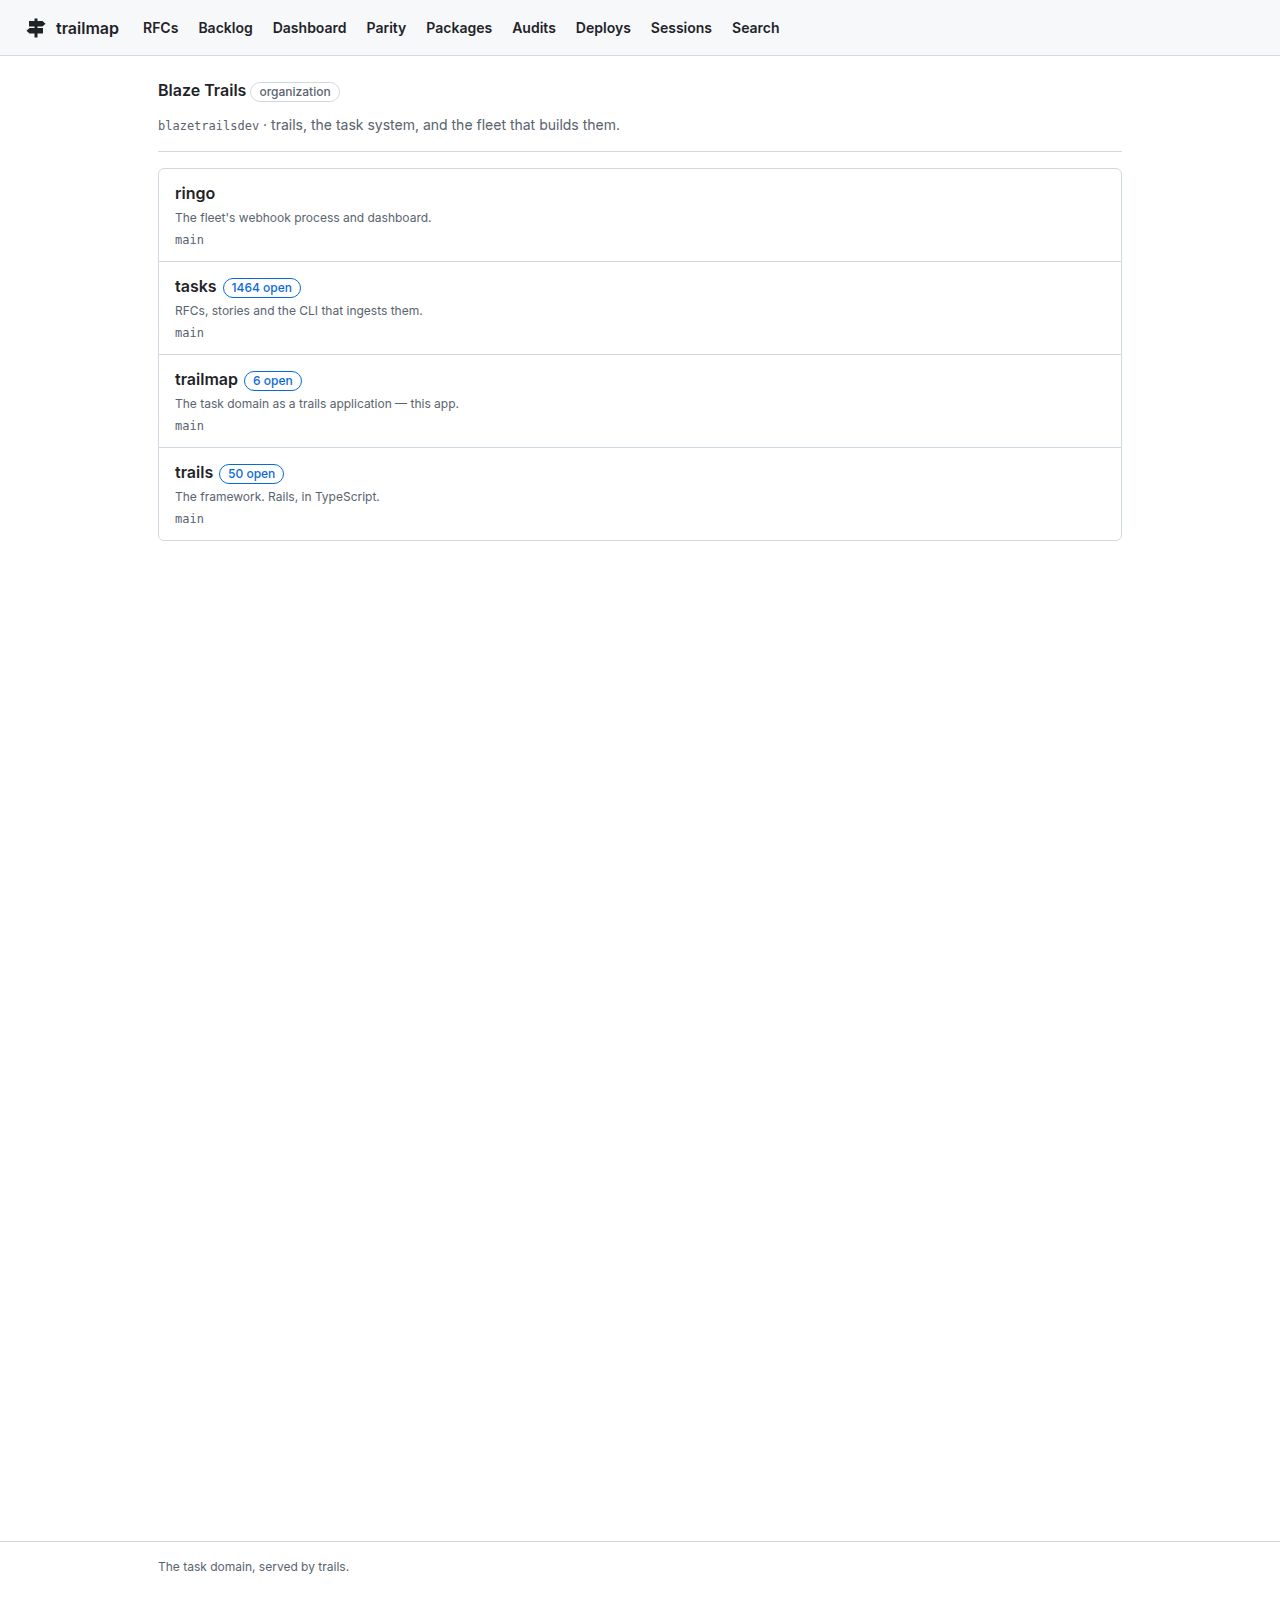 trailmap RFCs Backlog Dashboard Parity Packages Audits Deploys Sessions Search
Blaze Trails organization
blazetrailsdev · trails, the task system, and the fleet that builds them.
ringo
The fleet's webhook process and dashboard.
main
tasks 1464 open
RFCs, stories and the CLI that ingests them.
main
trailmap 6 open
The task domain as a trails application — this app.
main
trails 50 open
The framework. Rails, in TypeScript.
main
The task domain, served by trails.